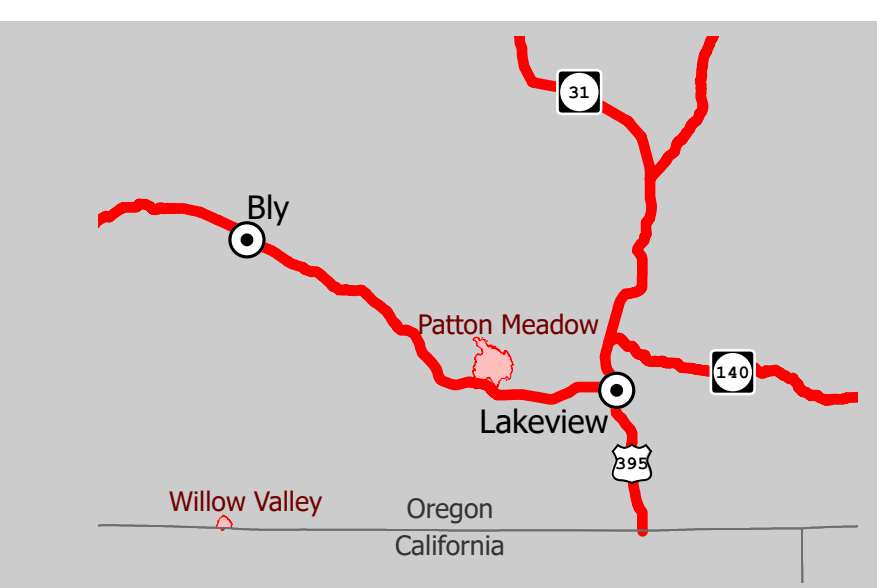 31
Bly
Patton Meadow
140
Lakeview
395
Willow Valley
Oregon
California